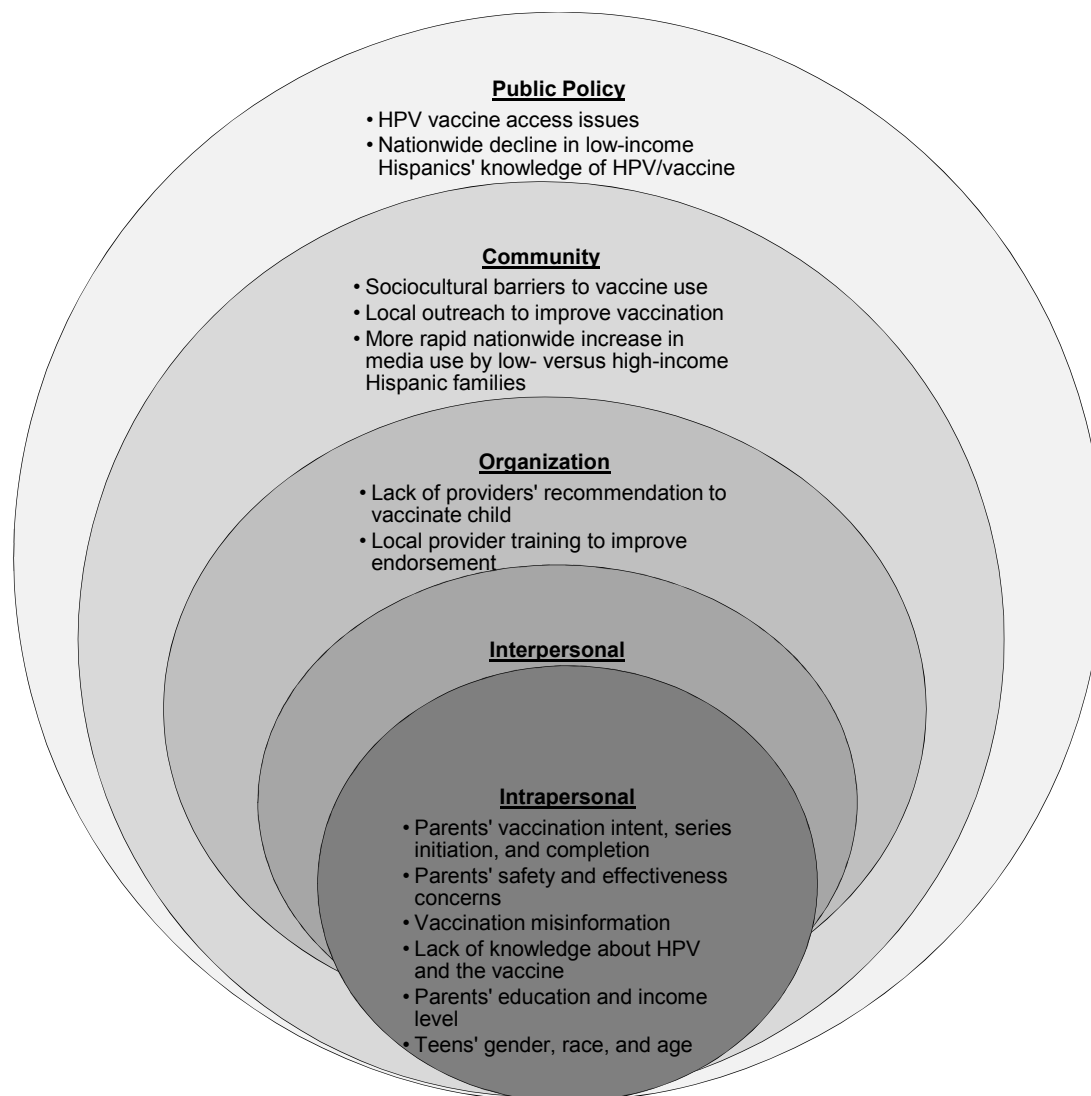 Public Policy
• HPV vaccine access issues
• Nationwide decline in low-income
Hispanics' knowledge of HPV/vaccine
Community
• Sociocultural barriers to vaccine use
• Local outreach to improve vaccination
• More rapid nationwide increase in
media use by low- versus high-income
Hispanic families
Organization
• Lack of providers' recommendation to
vaccinate child
• Local provider training to improve
endorsement
Interpersonal
Intrapersonal
• Parents' vaccination intent, series
initiation, and completion
• Parents' safety and effectiveness
concerns
• Vaccination misinformation
• Lack of knowledge about HPV
and the vaccine
• Parents' education and income
level
• Teens' gender, race, and age